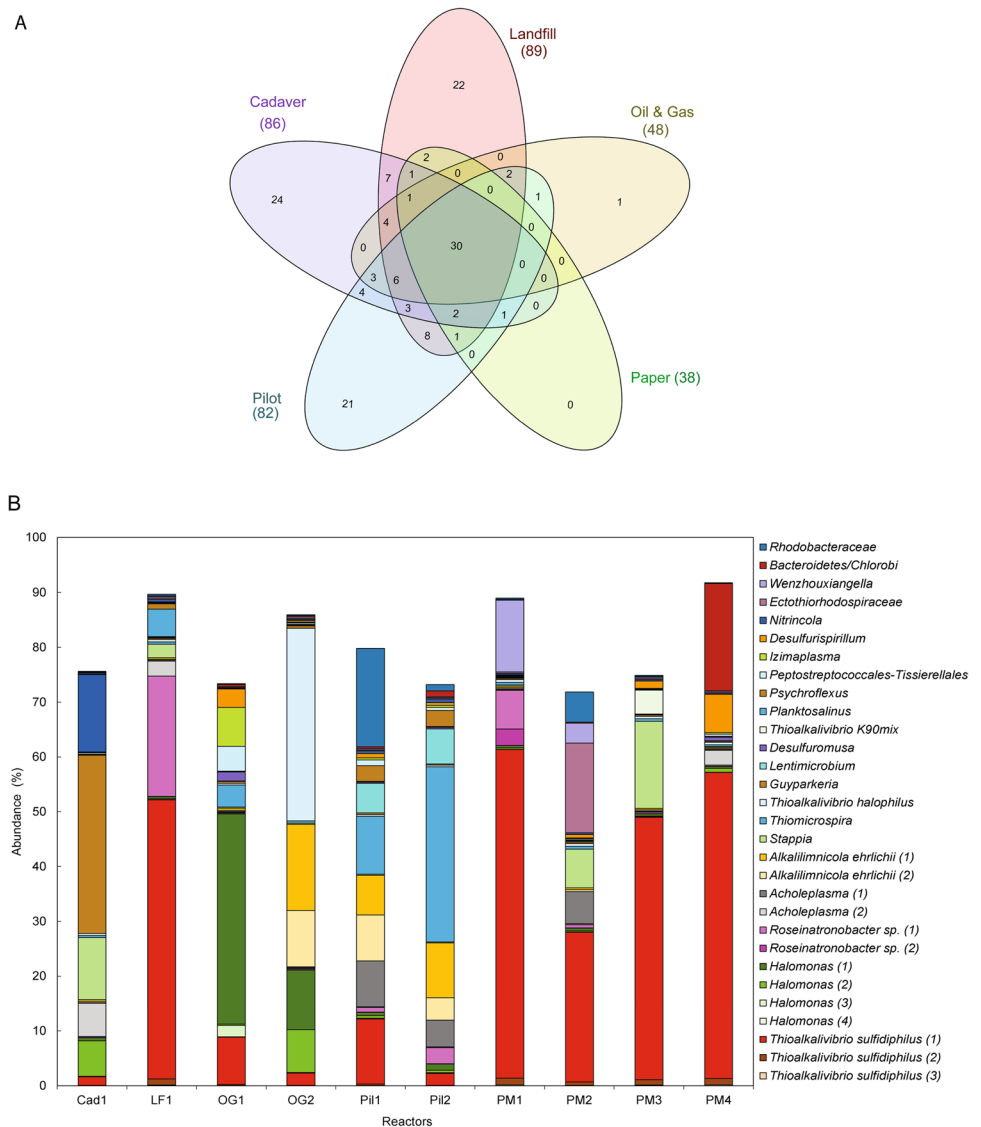 A
Landfill
(89)
Cadaver
(86)
Oil & Gas
(48)
22
2
0
7
1
0
2
0
1
24
1
1
4
0
0
30
0
0
0
3
6
4
3
2
1
0
8
1
0
Paper (38)
Pilot
(82)
21
0
B
100
90
80
70
60
50
40
30
20
10
0
Abundance (%)
Cad1 LF1 OG1 OG2 Pil1 Pil2 PM1 PM2 PM3 PM4
Reactors
Rhodobacteraceae
Bacteroidetes/Chlorobi
Wenzhouxiangella
Ectothiorhodospiraceae
Nitrincola
Desulfurispirillum
Izimaplasma
Peptostreptococcales-Tissierellales
Psychroflexus
Planktosalinus
Thioalkalivibrio K90mix
Desulfuromusa
Lentimicrobium
Guyparkeria
Thioalkalivibrio halophilus
Thiomicrospira
Stappia
Alkalilimnicola ehrlichii (1)
Alkalilimnicola ehrlichii (2)
Acholeplasma (1)
Acholeplasma (2)
Roseinatronobacter sp. (1)
Roseinatronobacter sp. (2)
Halomonas (1)
Halomonas (2)
Halomonas (3)
Halomonas (4)
Thioalkalivibrio sulfidiphilus (1)
Thioalkalivibrio sulfidiphilus (2)
Thioalkalivibrio sulfidiphilus (3)